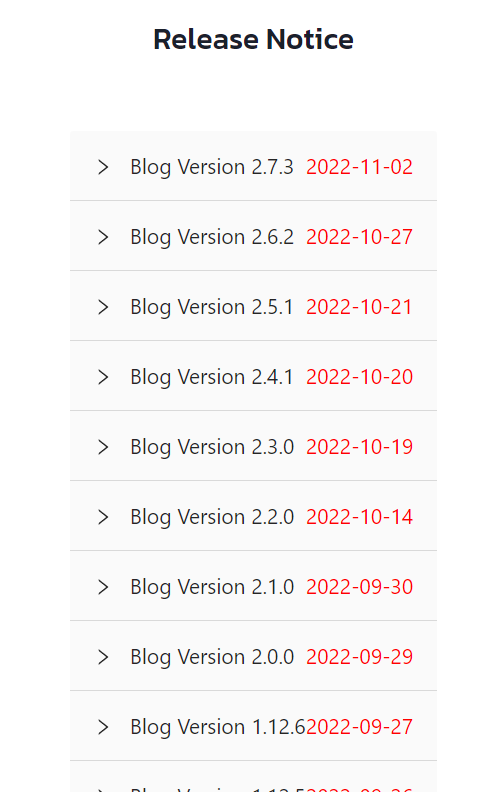 Release Notice
Blog Version 2.7.3 2022-11-02
Blog Version 2.6.2 2022-10-27
Blog Version 2.5.1 2022-10-21
Blog Version 2.4.1 2022-10-20
Blog Version 2.3.0 2022-10-19
Blog Version 2.2.0 2022-10-14
Blog Version 2.1.0 2022-09-30
Blog Version 2.0.0 2022-09-29
Blog Version 1.12.62022-09-27